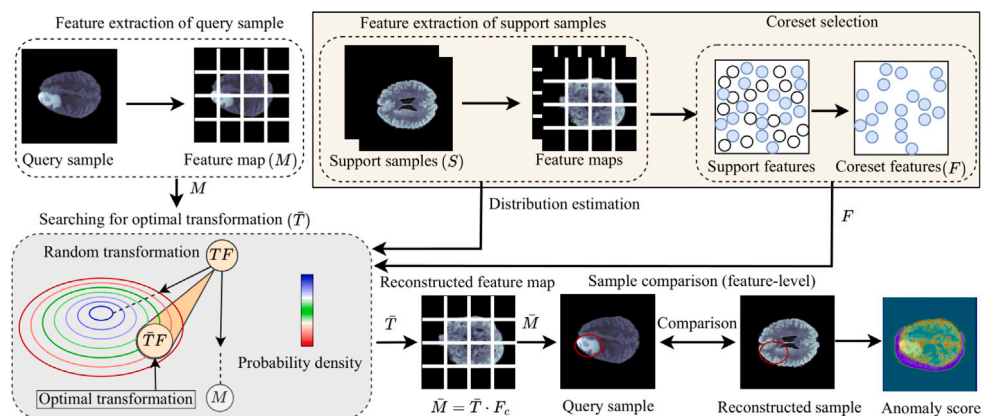 Feature extraction of query sample
Feature extraction of support samples
Coreset selection
Query sample
Feature map (M)
Support samples (S)
Feature maps
Support features
Coreset features(F)
M
Distribution estimation
F
Searching for optimal transformation (T̄)
Random transformation
TF
T̄F
Probability density
Optimal transformation
M
Reconstructed feature map
Sample comparison (feature-level)
T̄
M̄
Comparison
M̄ = T̄ · F_c
Query sample
Reconstructed sample
Anomaly score